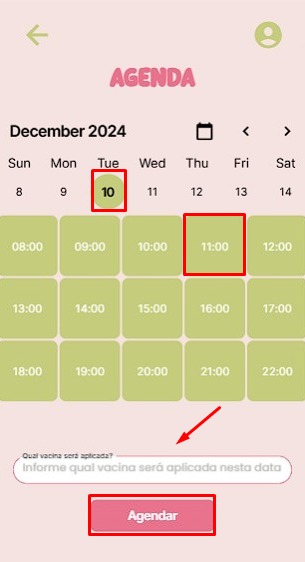 AGENDA
December 2024
Sun Mon Tue Wed Thu Fri Sat
8 9 10 11 12 13 14
08:00 09:00 10:00 11:00 12:00
13:00 14:00 15:00 16:00 17:00
18:00 19:00 20:00 21:00 22:00
Qual vacina será aplicada?
Informe qual vacina será aplicada nesta data
Agendar